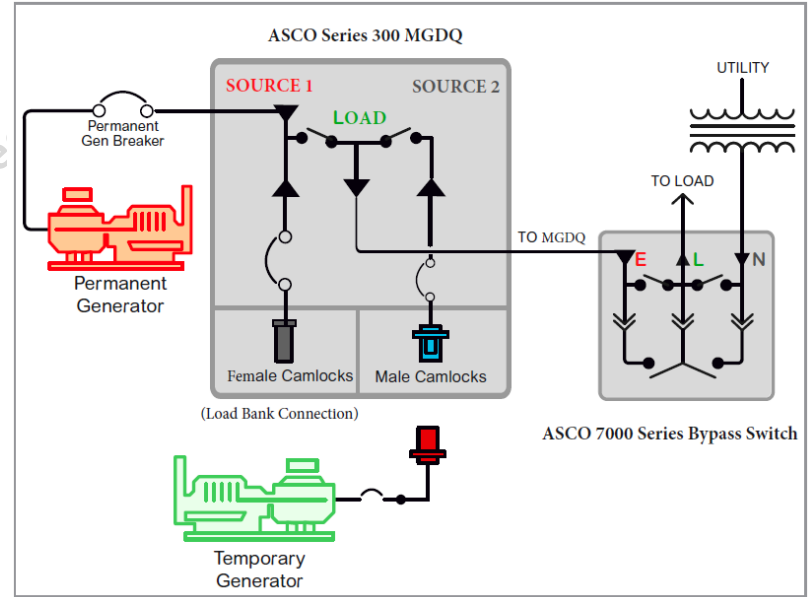 ASCO Series 300 MGDQ
SOURCE 1
SOURCE 2
LOAD
UTILITY
Permanent
Gen Breaker
Permanent
Generator
TO LOAD
TO MGDQ
E
L
N
Female Camlocks
Male Camlocks
(Load Bank Connection)
ASCO 7000 Series Bypass Switch
Temporary
Generator